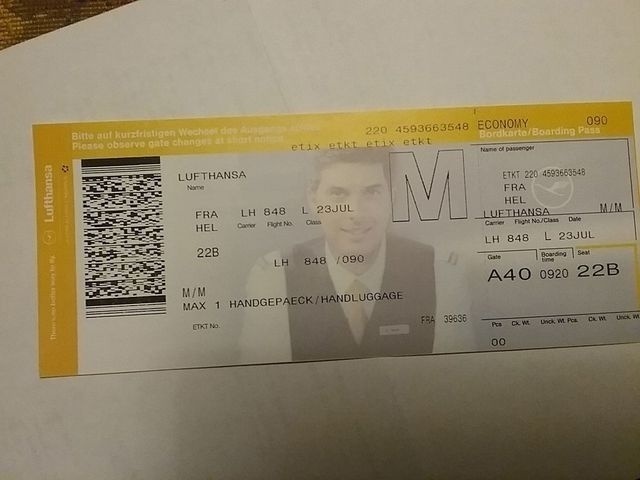 Bitte auf kurzfristigen Wechsel des Ausgangs achten
Please observe gate changes at short notice
220 4593663548
etix etkt etix etkt
ECONOMY
090
Bordkarte/Boarding Pass
Lufthansa
There is no better way to fly.
LUFTHANSA
Name
M
FRA LH 848 L 23JUL
HEL Carrier Flight No. Class
22B
LH 848 /090
M/M
MAX 1 HANDGEPAECK/HANDLUGGAGE
ETKT No.
FRA 39636
Name of passenger
ETKT 220 4593663548
FRA
HEL
LUFTHANSA M/M
Carrier Flight No./Class Date
LH 848 L 23JUL
Gate Boarding time Seat
A40 0920 22B
Pcs Ck. Wt. Unck. Wt. Pcs. Ck. Wt. Unck. Wt
00